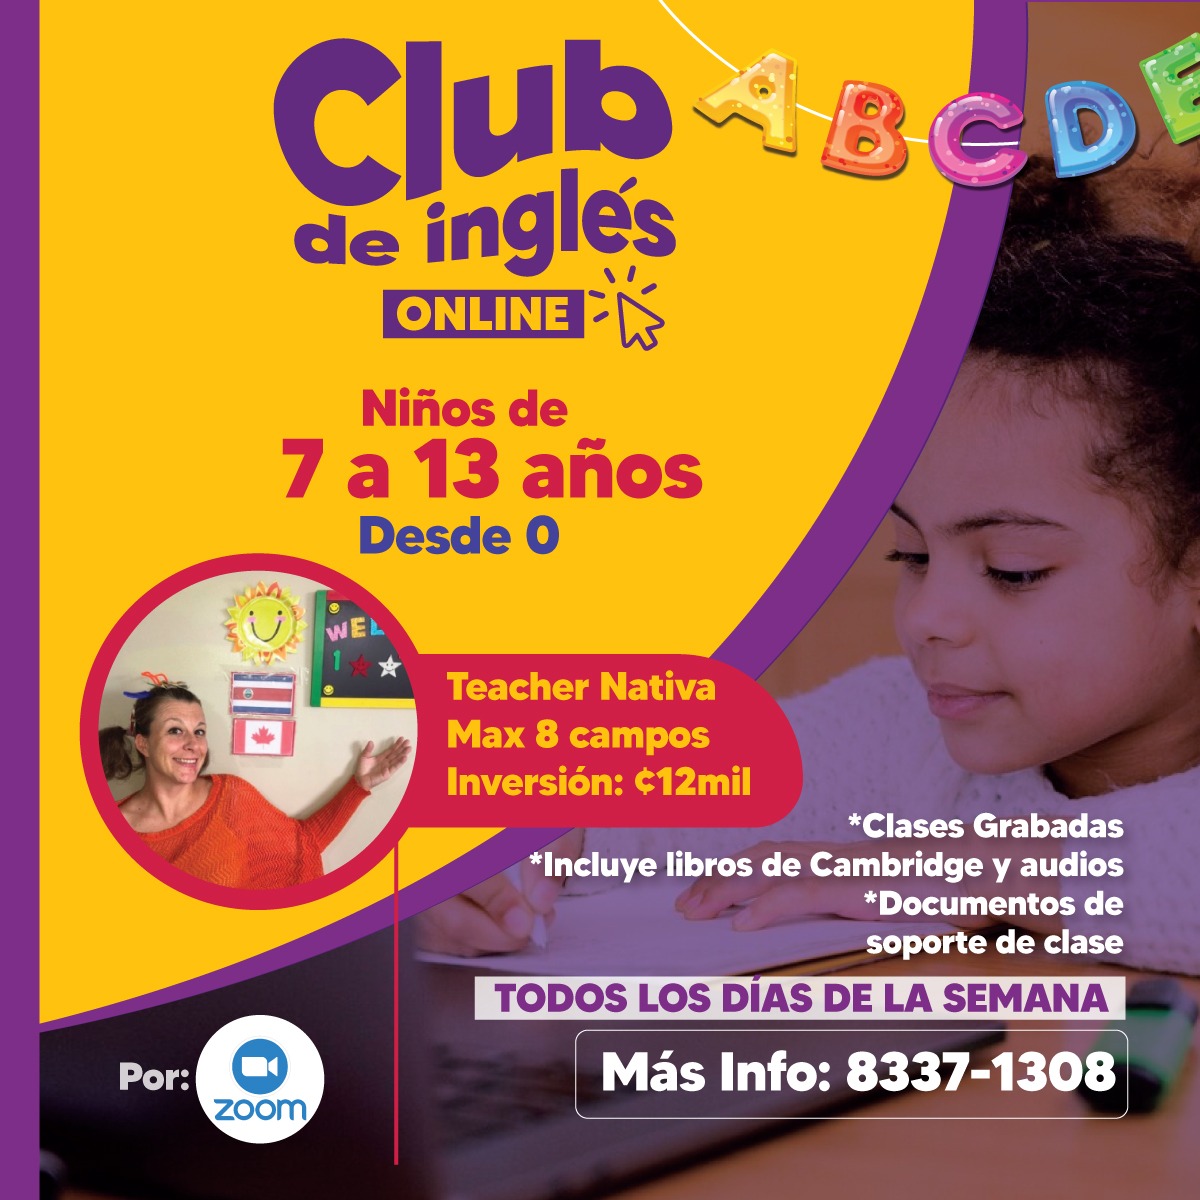 A B C D E
Club
de inglés
ONLINE
Niños de
7 a 13 años
Desde 0
WEL
1
Teacher Nativa
Max 8 campos
Inversión: ¢12mil
*Clases Grabadas
*Incluye libros de Cambridge y audios
*Documentos de
soporte de clase
TODOS LOS DÍAS DE LA SEMANA
Más Info: 8337-1308
Por:
zoom